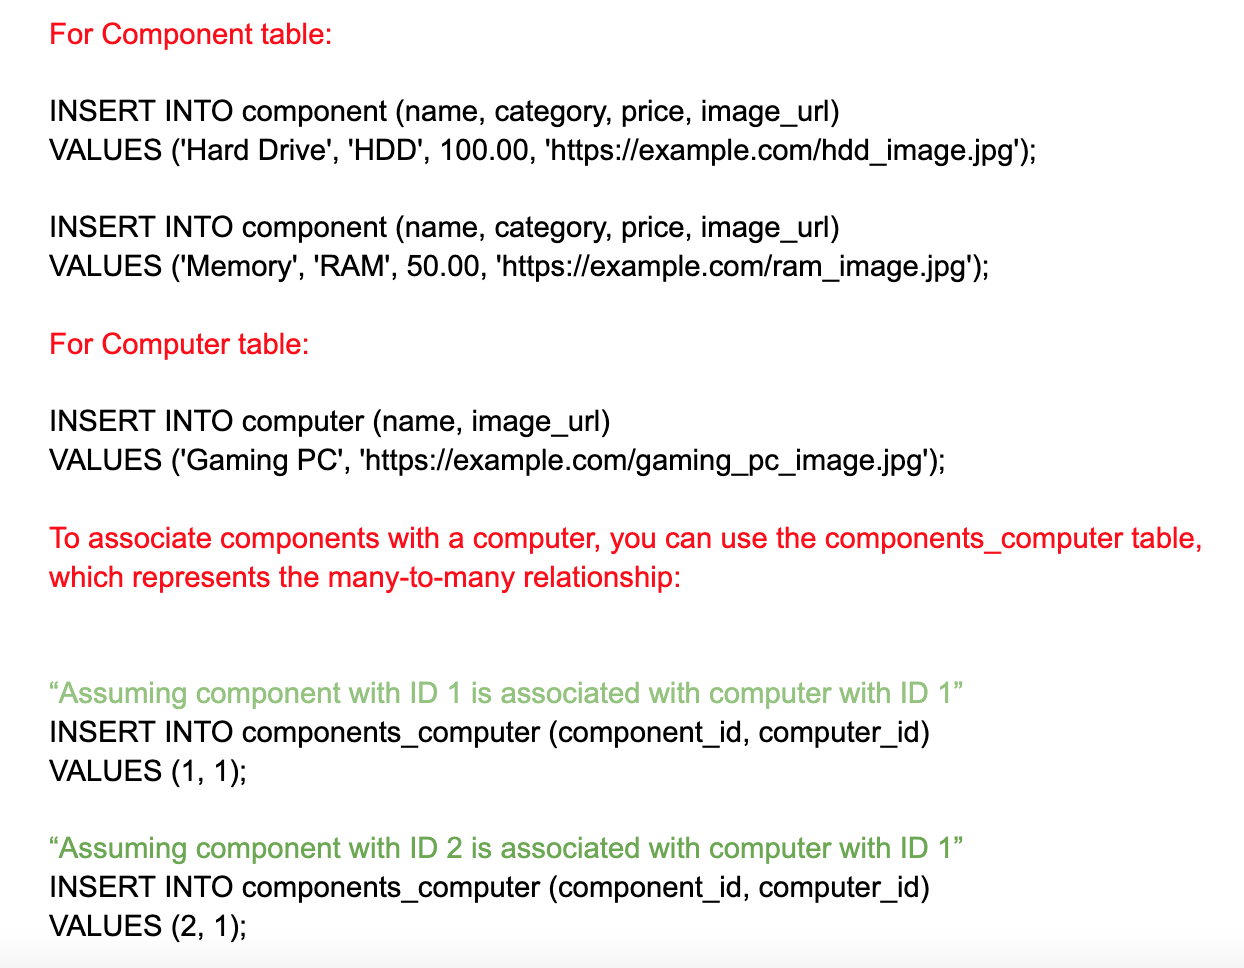 For Component table:
INSERT INTO component (name, category, price, image_url)
VALUES ('Hard Drive', 'HDD', 100.00, 'https://example.com/hdd_image.jpg');
INSERT INTO component (name, category, price, image_url)
VALUES ('Memory', 'RAM', 50.00, 'https://example.com/ram_image.jpg');
For Computer table:
INSERT INTO computer (name, image_url)
VALUES ('Gaming PC', 'https://example.com/gaming_pc_image.jpg');
To associate components with a computer, you can use the components_computer table,
which represents the many-to-many relationship:
“Assuming component with ID 1 is associated with computer with ID 1”
INSERT INTO components_computer (component_id, computer_id)
VALUES (1, 1);
“Assuming component with ID 2 is associated with computer with ID 1”
INSERT INTO components_computer (component_id, computer_id)
VALUES (2, 1);